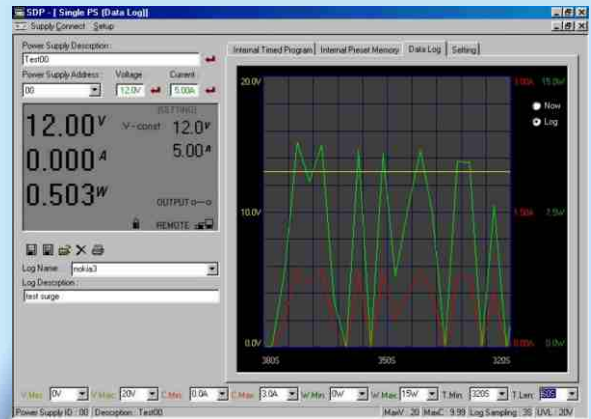 SDP - [ Single PS (Data Log)]
Supply Connect Setup
Power Supply Description :
Test00
Power Supply Address : Voltage Current :
00 12.0V 5.00A
[SETTING]
12.00V V-const 12.0V
0.000A 5.00A
0.503W OUTPUT
REMOTE
Log Name : nokia3
Log Description :
test surge
Internal Timed Program Internal Preset Memory Data Log Setting
20.0V 3.00A 15.0W
Now
Log
10.0V 1.50A 7.5W
0.0V 0.00A 0.0W
380S 350S 320S
V.Min: 0V V.Max: 20V C.Min: 0.0A C.Max: 3.0A W.Min: 0W W.Max: 15W T.Min: 320S T.Len: 60S
Power Supply ID : 00 Description : Test00 MaxV : 20 MaxC : 9.99 Log Sampling : 3S UVL : 20V